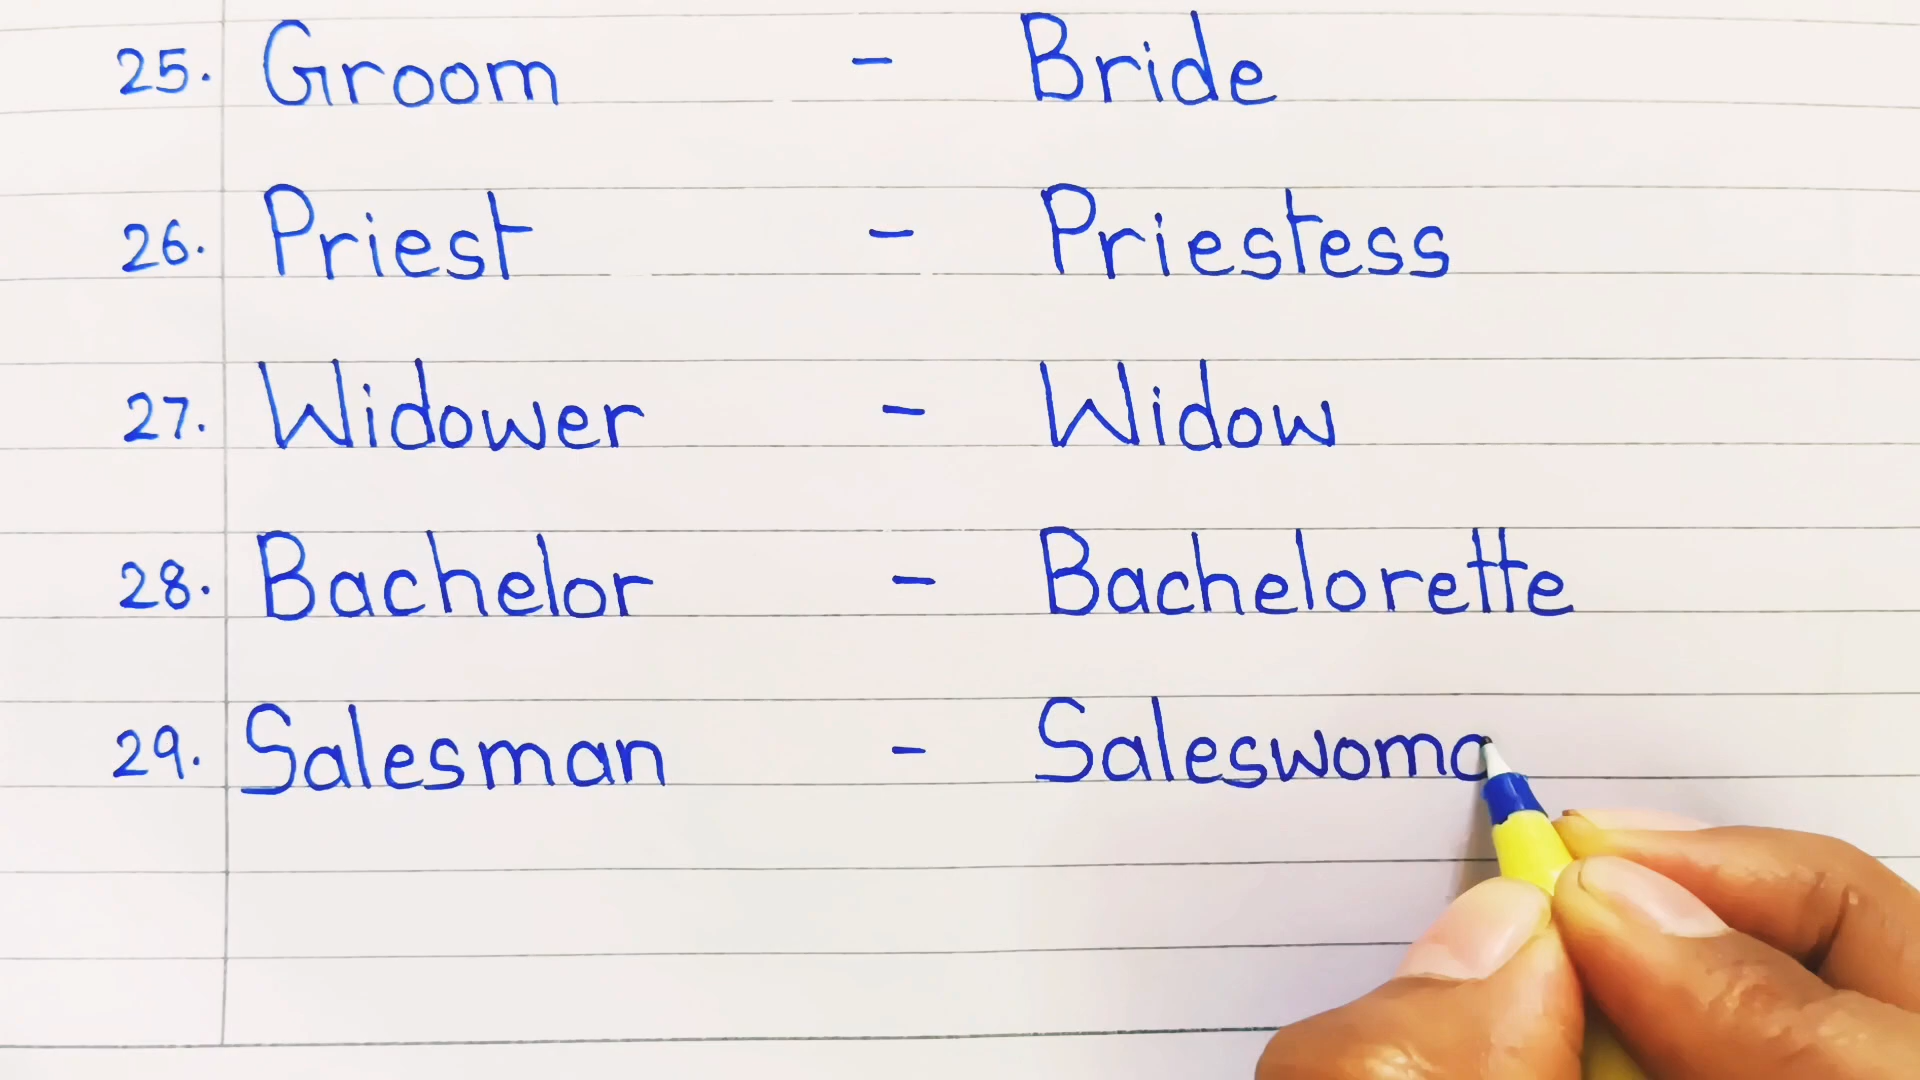 25. Groom - Bride
26. Priest - Priestess
27. Widower - Widow
28. Bachelor - Bachelorette
29. Salesman - Saleswoma